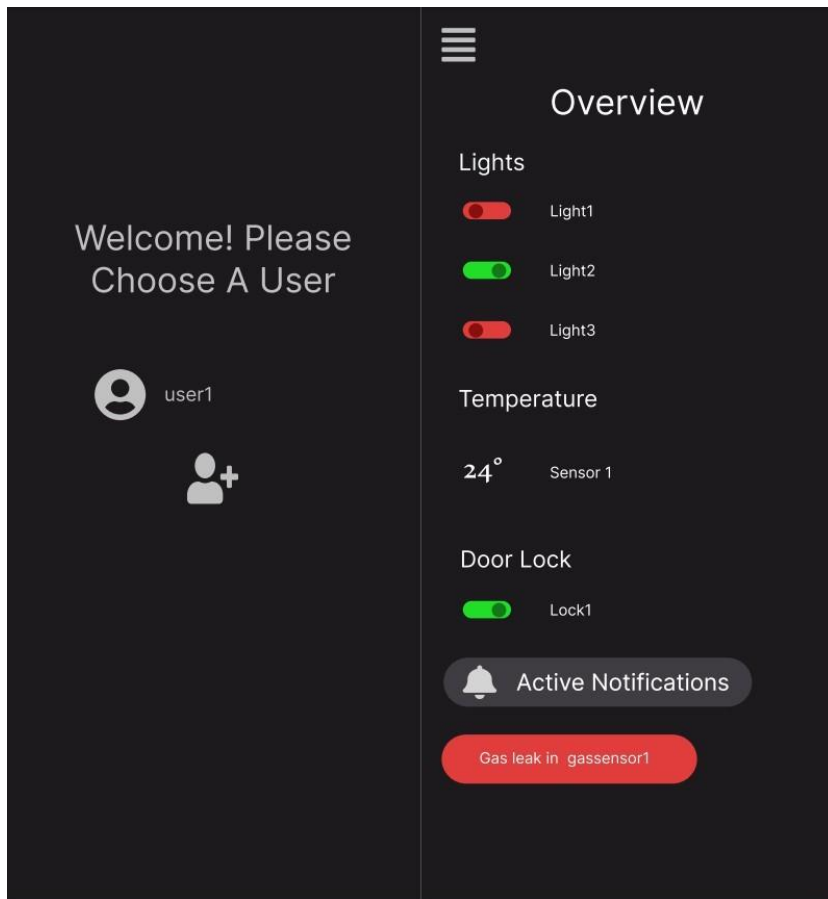 Welcome! Please
Choose A User
user1
Overview
Lights
Light1
Light2
Light3
Temperature
24° Sensor 1
Door Lock
Lock1
Active Notifications
Gas leak in gassensor1